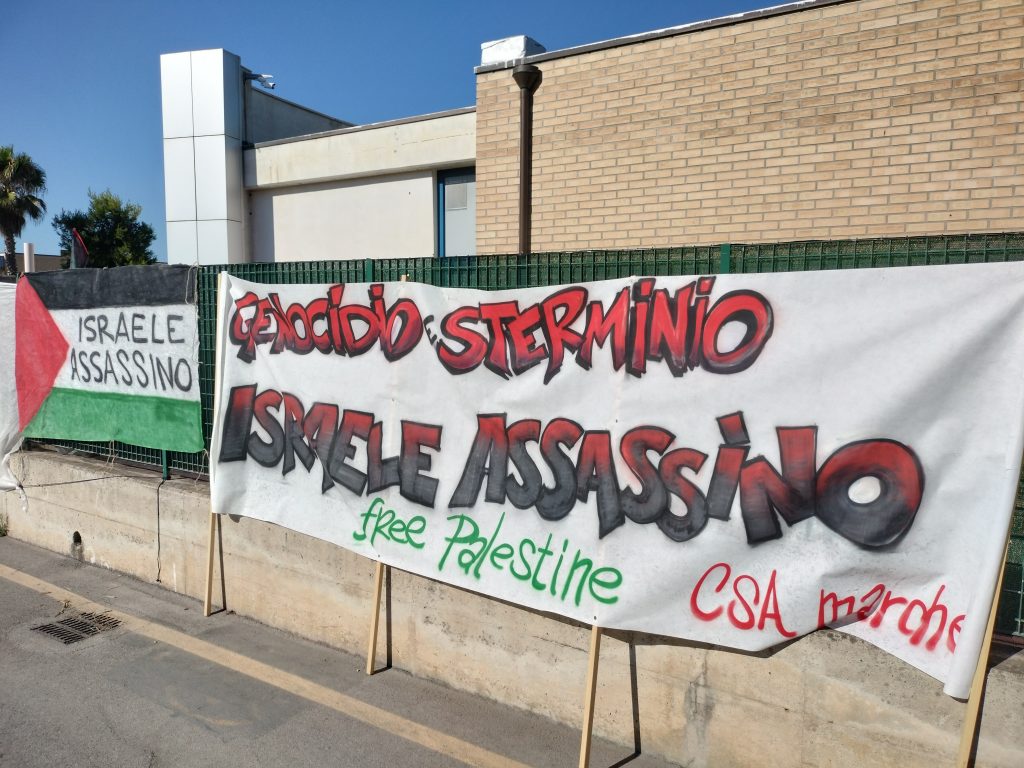 ISRAELE
ASSASSINO
GENOCIDIO E STERMINIO
ISRAELE ASSASSINO
free Palestine
CSA marche